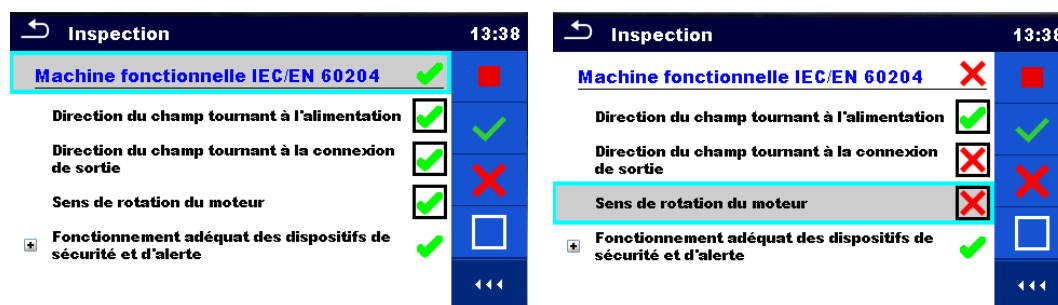 Inspection 13:38
Machine fonctionnelle IEC/EN 60204
Direction du champ tournant à l'alimentation
Direction du champ tournant à la connexion
de sortie
Sens de rotation du moteur
Fonctionnement adéquat des dispositifs de
sécurité et d'alerte
Inspection 13:38
Machine fonctionnelle IEC/EN 60204
Direction du champ tournant à l'alimentation
Direction du champ tournant à la connexion
de sortie
Sens de rotation du moteur
Fonctionnement adéquat des dispositifs de
sécurité et d'alerte